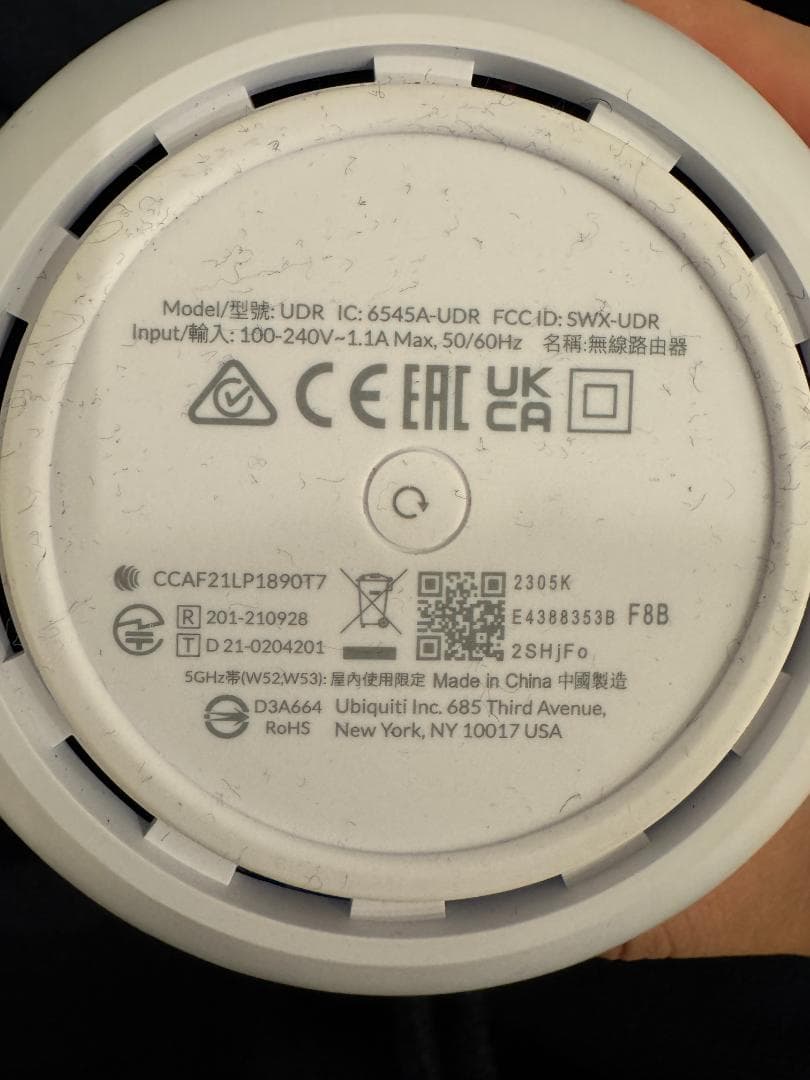 Model/型號: UDR IC: 6545A-UDR FCC ID: SWX-UDR
Input/輸入: 100-240V~1.1A Max, 50/60Hz 名稱:無線路由器
CE EAC UK CA
CCAF21LP1890T7 2305K
R 201-210928 E4388353B F8B
T D 21-0204201 2SHjFo
5GHz帯(W52,W53): 屋内使用限定 Made in China 中國製造
D3A664 Ubiquiti Inc. 685 Third Avenue,
RoHS New York, NY 10017 USA